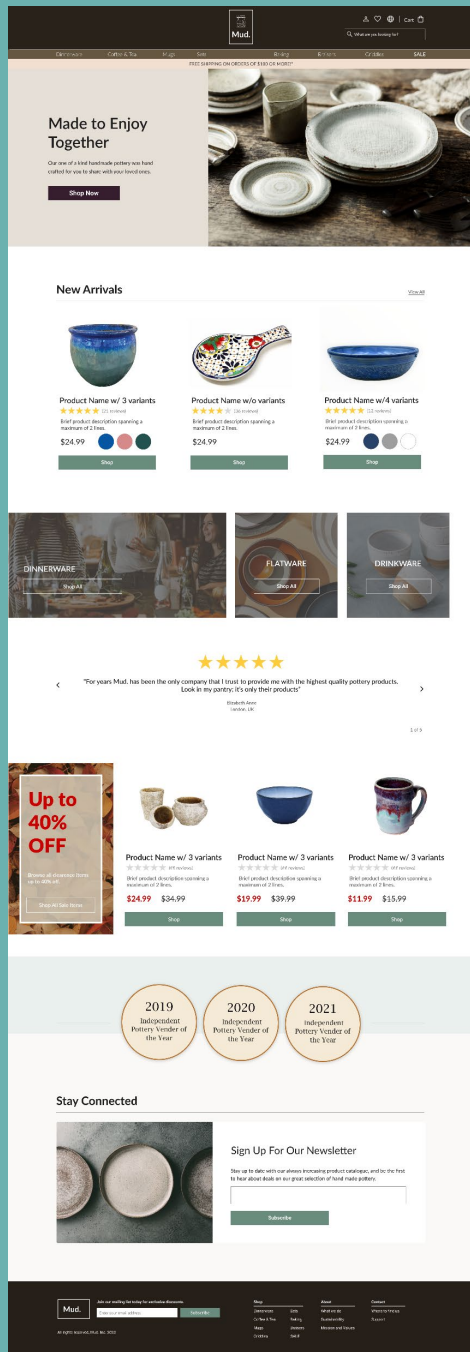 Mud.
Cart
What are you looking for?
Dinnerware
Coffee & Tea
Mugs
Sets
Baking
Dinners
Candles
SALE
FREE SHIPPING ON ORDERS OF $100 OR MORE*
Made to Enjoy
Together
Our one of a kind handmade pottery was hand
crafted for you to share with your loved ones.
Shop Now
New Arrivals
View All
Product Name w/ 3 variants
(21 reviews)
Brief product description spanning a
maximum of 2 lines.
$24.99
Shop
Product Name w/o variants
(16 reviews)
Brief product description spanning a
maximum of 2 lines.
$24.99
Shop
Product Name w/4 variants
Brief product description spanning a
maximum of 2 lines.
$24.99
Shop
DINNERWARE
Shop All
FLATWARE
Shop All
DRINKWARE
Shop All
"For years Mud. has been the only company that I trust to provide me with the highest quality pottery products.
Look in my pantry; it's only their products"
Elizabeth Anne
London, UK
Up to
40%
OFF
Browse all clearance items
up to 40% off.
Shop All Sale Items
Product Name w/ 3 variants
Brief product description spanning a
maximum of 2 lines.
$24.99 $34.99
Shop
Product Name w/ 3 variants
Brief product description spanning a
maximum of 2 lines.
$19.99 $39.99
Shop
Product Name w/ 3 variants
Brief product description spanning a
maximum of 2 lines.
$11.99 $15.99
Shop
2019
Independent
Pottery Vender of
the Year
2020
Independent
Pottery Vender of
the Year
2021
Independent
Pottery Vender of
the Year
Stay Connected
Sign Up For Our Newsletter
Stay up to date with our always increasing product catalogue, and be the first
to hear about deals on our great selection of hand made pottery.
Subscribe
Mud.
Join our mailing list today for exclusive discounts.
Enter your email address
Subscribe
All rights reserved, Mud. Inc. 2022
Shop
Dinnerware
Coffee & Tea
Mugs
Sets
Baking
SALE
About
What we do
Sustainability
Mission and Values
Contact
Where to find us
Support